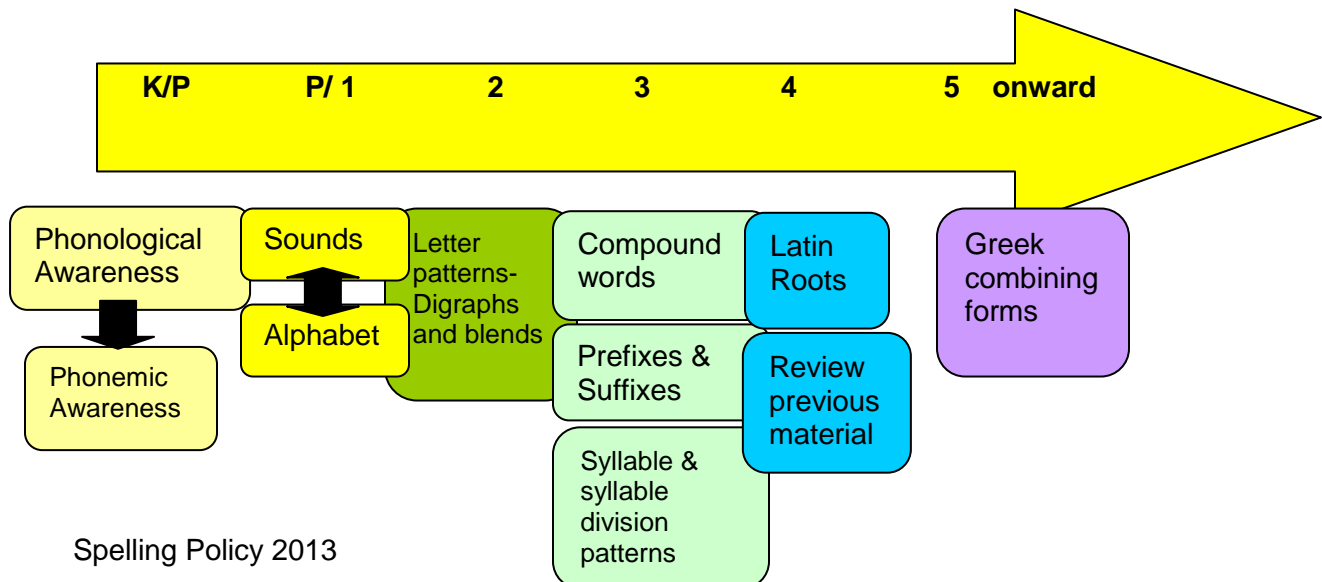 K/P P/ 1 2 3 4 5 onward
Phonological
Awareness
Phonemic
Awareness
Sounds
Alphabet
Letter
patterns-
Digraphs
and blends
Compound
words
Prefixes &
Suffixes
Syllable &
syllable
division
patterns
Latin
Roots
Review
previous
material
Greek
combining
forms
Spelling Policy 2013